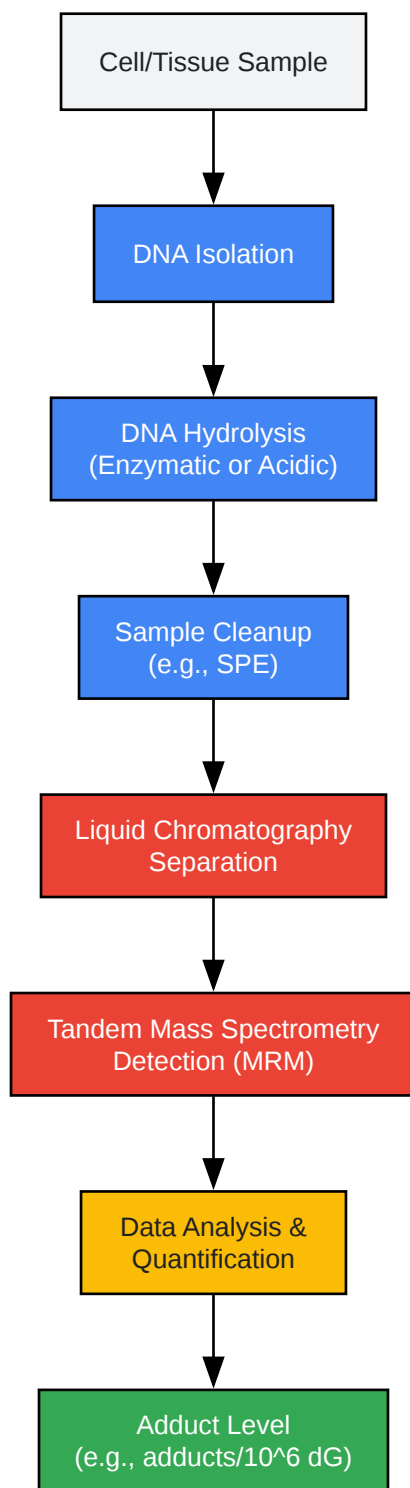 Cell/Tissue Sample
DNA Isolation
DNA Hydrolysis
(Enzymatic or Acidic)
Sample Cleanup
(e.g., SPE)
Liquid Chromatography
Separation
Tandem Mass Spectrometry
Detection (MRM)
Data Analysis &
Quantification
Adduct Level
(e.g., adducts/10^6 dG)